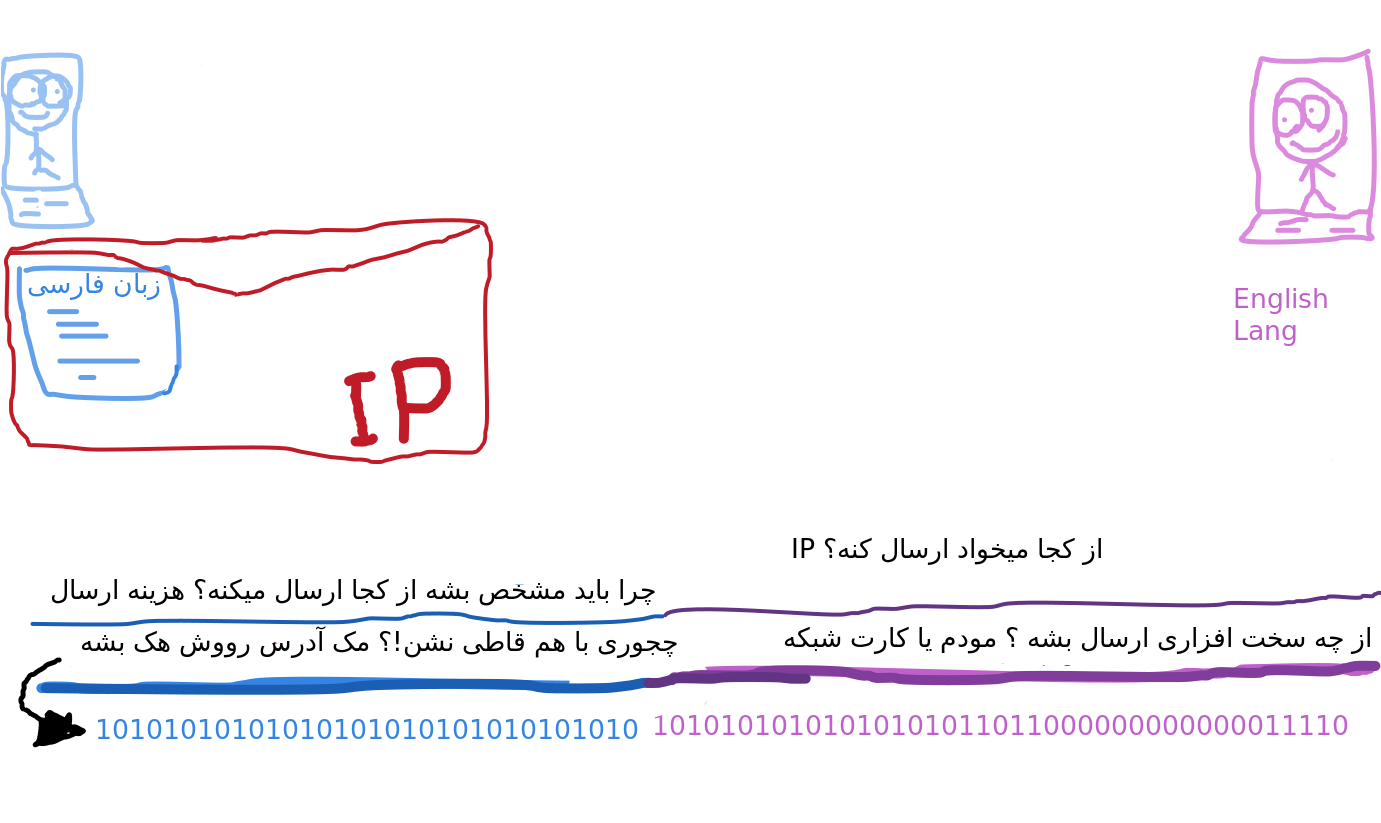 زبان فارسی
English
Lang
IP
از کجا میخواد ارسال کنه؟ IP
چرا باید مشخص بشه از کجا ارسال میکنه؟ هزینه ارسال
از چه سخت افزاری ارسال بشه ؟ مودم یا کارت شبکه
چجوری با هم قاطی نشن!؟ مک آدرس رووش هک بشه
10101010101010101010101010101010
10101010101010101011011000000000000011110